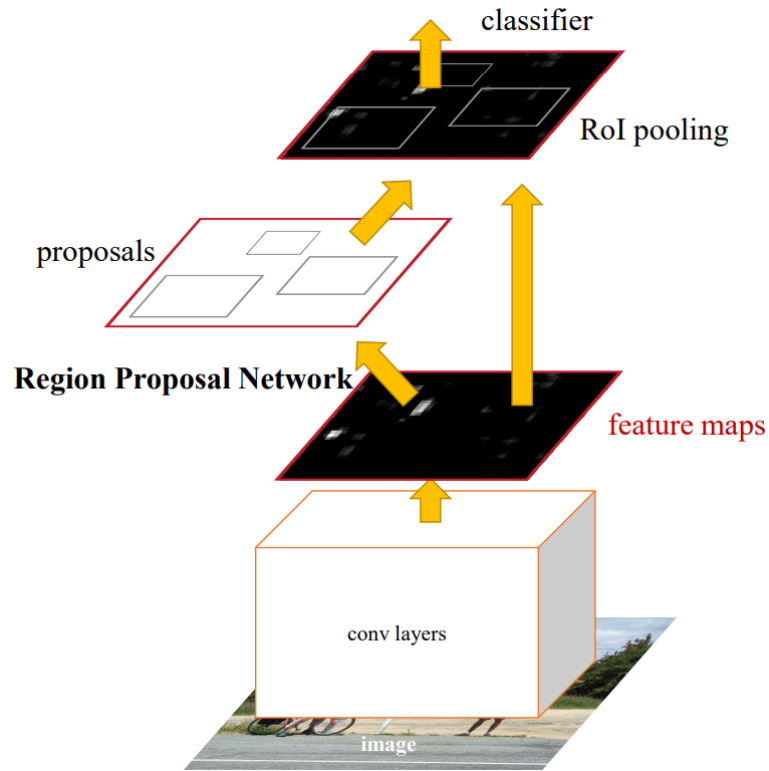 classifier
RoI pooling
proposals
Region Proposal Network
feature maps
conv layers
image